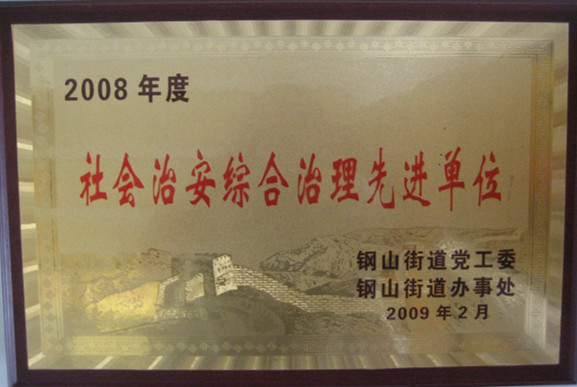 2008年度
社会治安综合治理先进单位
钢山街道党工委
钢山街道办事处
2009年2月